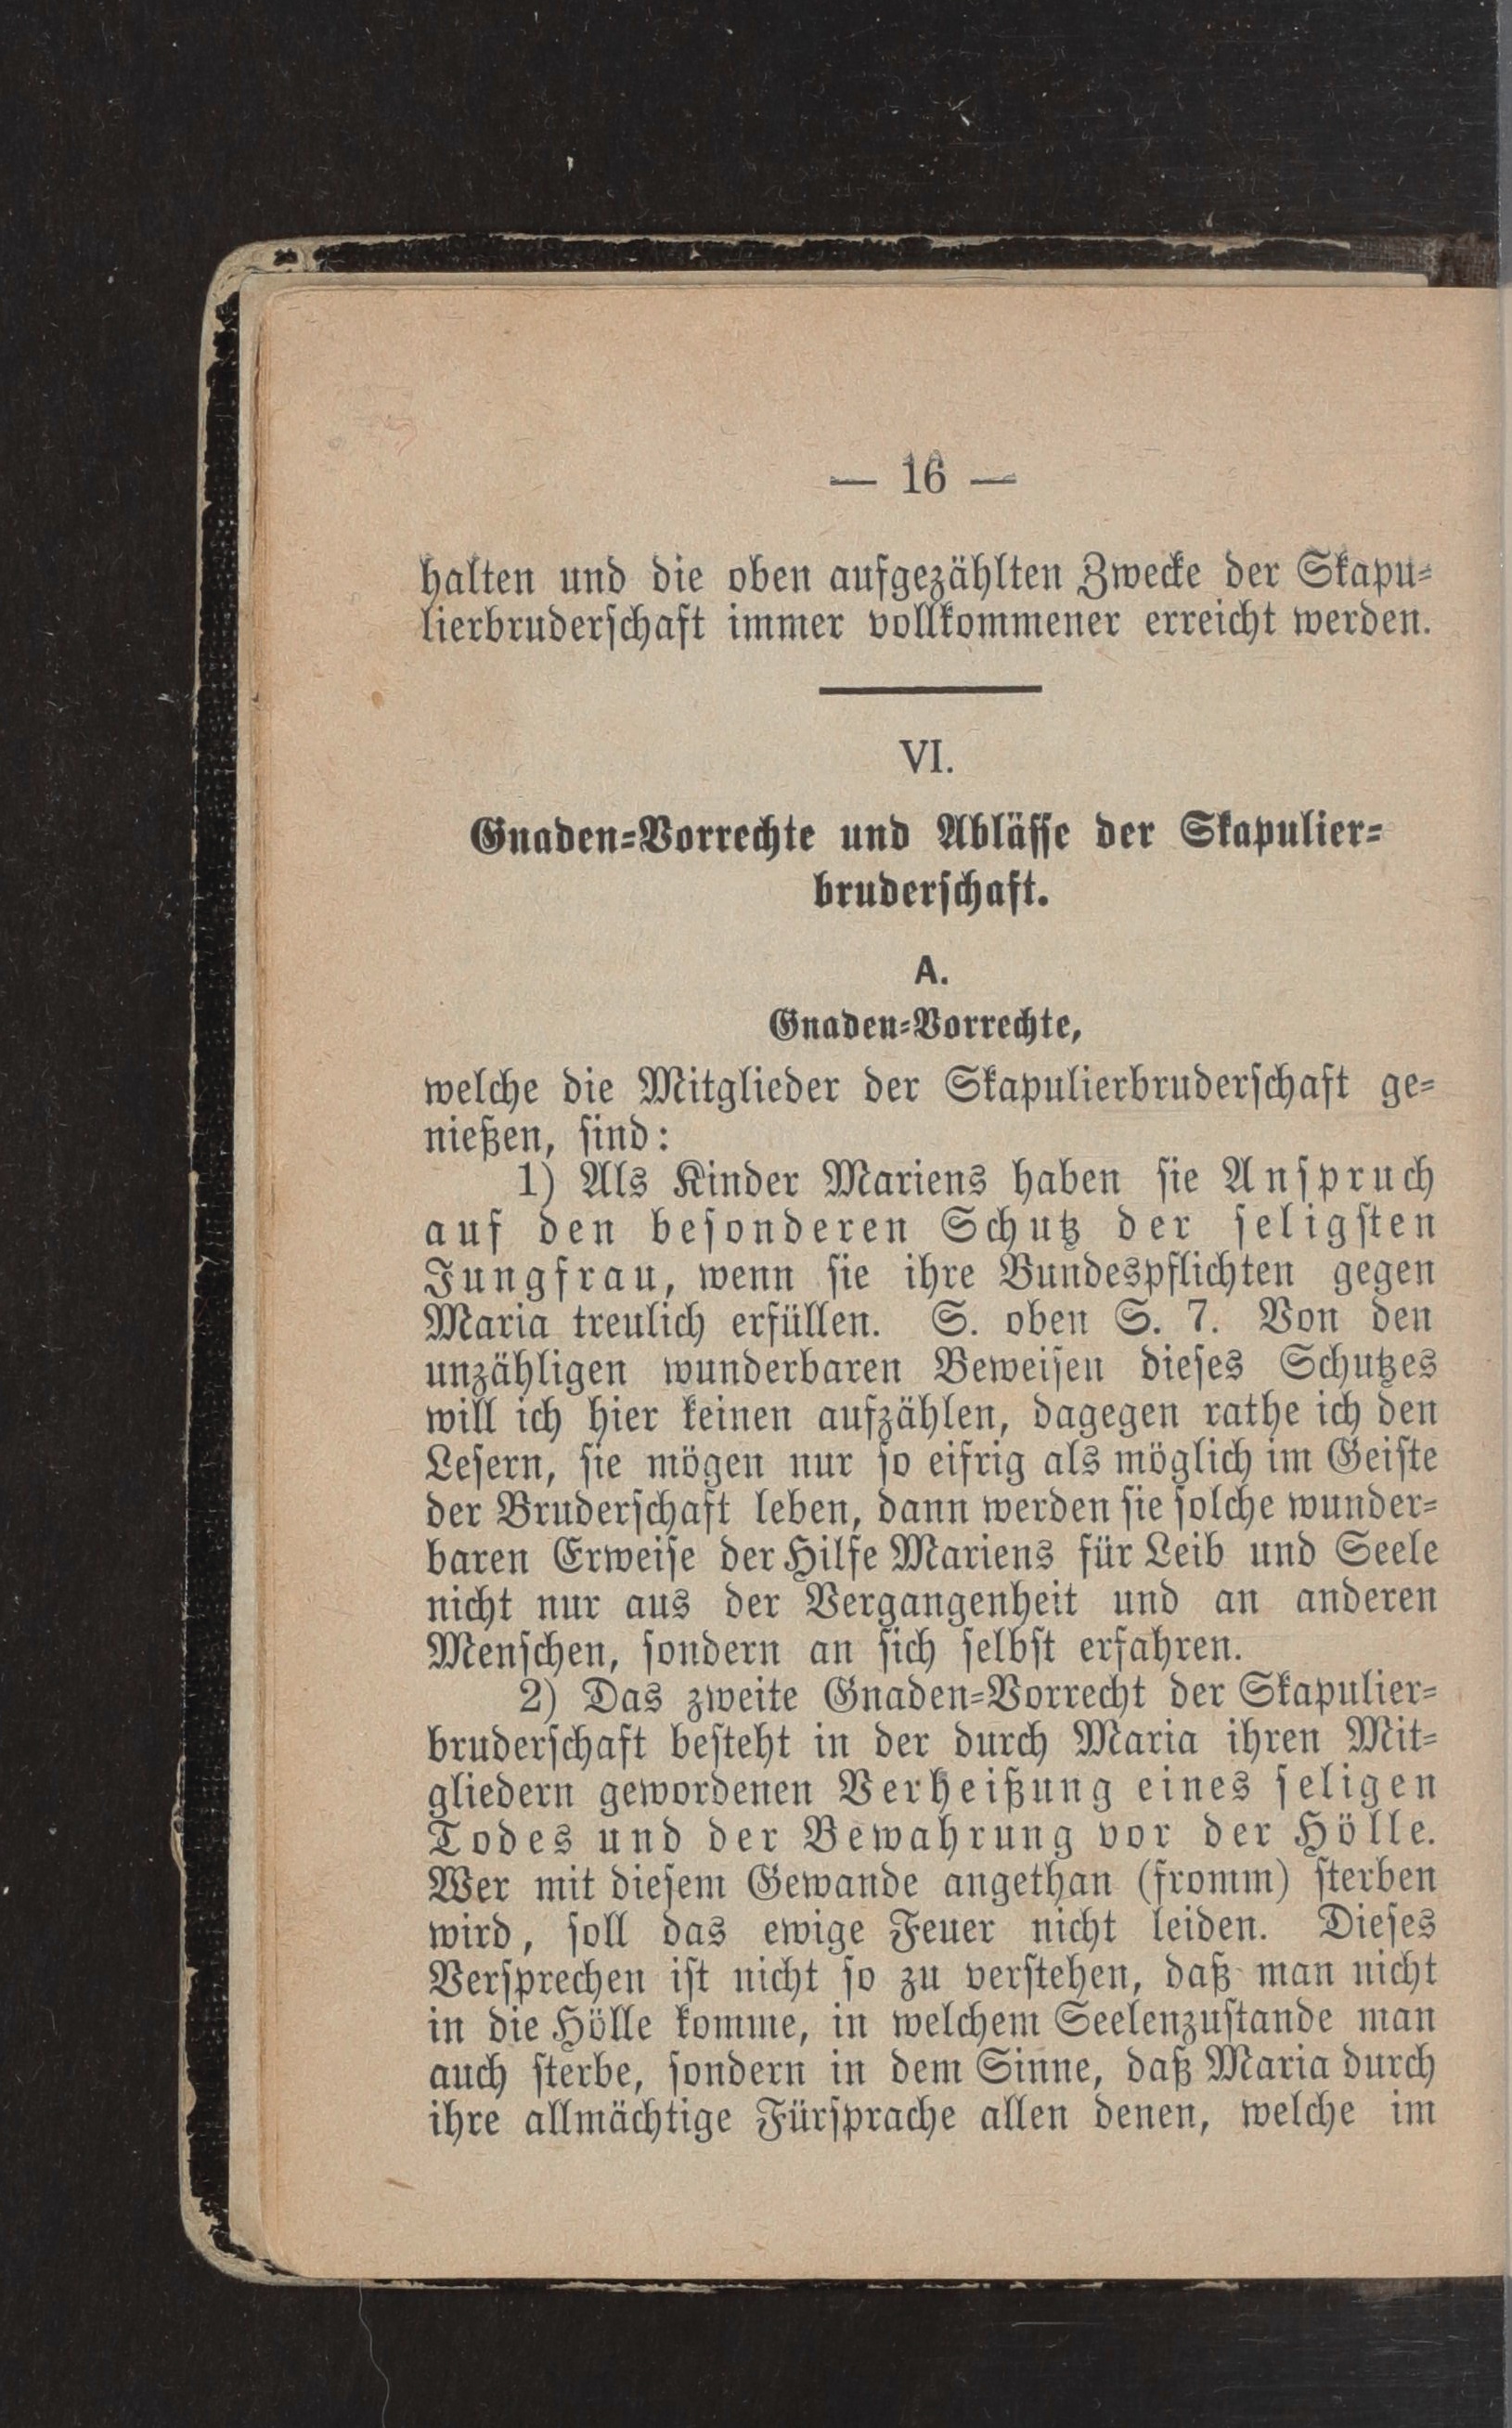 — 16 —
halten und die oben aufgezählten Zwecke der Skapu-
lierbruderschaft immer vollkommener erreicht werden.
VI.
Gnaden-Vorrechte und Ablässe der Skapulier-
bruderschaft.
A.
Gnaden-Vorrechte,
welche die Mitglieder der Skapulierbruderschaft ge-
nießen, sind:
1) Als Kinder Mariens haben sie Anspruch
auf den besonderen Schutz der seligsten
Jungfrau, wenn sie ihre Bundespflichten gegen
Maria treulich erfüllen. S. oben S. 7. Von den
unzähligen wunderbaren Beweisen dieses Schutzes
will ich hier keinen aufzählen, dagegen rathe ich den
Lesern, sie mögen nur so eifrig als möglich im Geiste
der Bruderschaft leben, dann werden sie solche wunder-
baren Erweise der Hilfe Mariens für Leib und Seele
nicht nur aus der Vergangenheit und an anderen
Menschen, sondern an sich selbst erfahren.
2) Das zweite Gnaden-Vorrecht der Skapulier-
bruderschaft besteht in der durch Maria ihren Mit-
gliedern gewordenen Verheißung eines seligen
Todes und der Bewahrung vor der Hölle.
Wer mit diesem Gewande angethan (fromm) sterben
wird, soll das ewige Feuer nicht leiden. Dieses
Versprechen ist nicht so zu verstehen, daß man nicht
in die Hölle komme, in welchem Seelenzustande man
auch sterbe, sondern in dem Sinne, daß Maria durch
ihre allmächtige Fürsprache allen denen, welche im